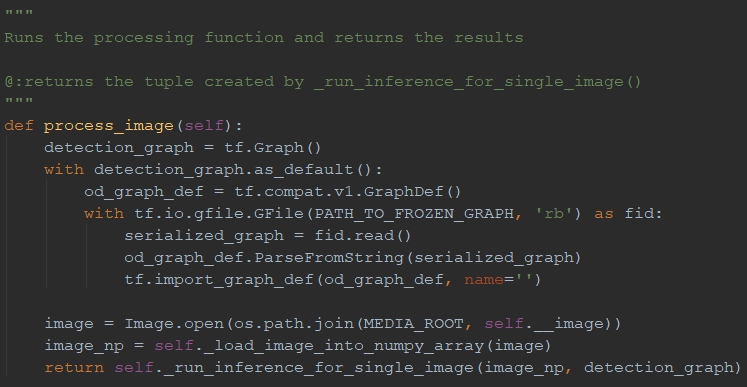 """
Runs the processing function and returns the results

@:returns the tuple created by _run_inference_for_single_image()
"""
def process_image(self):
    detection_graph = tf.Graph()
    with detection_graph.as_default():
        od_graph_def = tf.compat.v1.GraphDef()
        with tf.io.gfile.GFile(PATH_TO_FROZEN_GRAPH, 'rb') as fid:
            serialized_graph = fid.read()
            od_graph_def.ParseFromString(serialized_graph)
            tf.import_graph_def(od_graph_def, name='')

    image = Image.open(os.path.join(MEDIA_ROOT, self.__image))
    image_np = self._load_image_into_numpy_array(image)
    return self._run_inference_for_single_image(image_np, detection_graph)